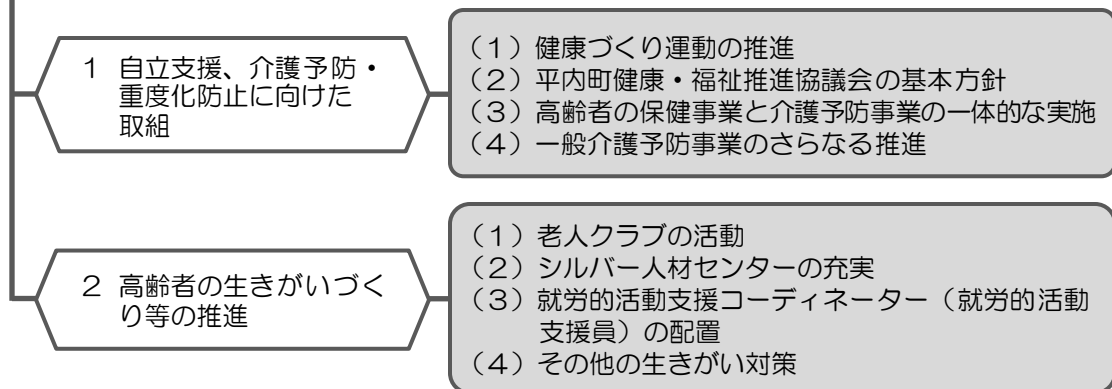 1 自立支援、介護予防・
重度化防止に向けた
取組
（1）健康づくり運動の推進
（2）平内町健康・福祉推進協議会の基本方針
（3）高齢者の保健事業と介護予防事業の一体的な実施
（4）一般介護予防事業のさらなる推進
2 高齢者の生きがいづく
り等の推進
（1）老人クラブの活動
（2）シルバー人材センターの充実
（3）就労的活動支援コーディネーター（就労的活動
支援員）の配置
（4）その他の生きがい対策